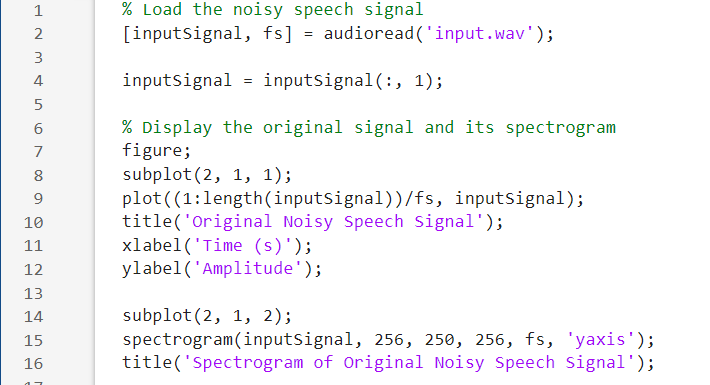 1 % Load the noisy speech signal
2 [inputSignal, fs] = audioread('input.wav');
3
4 inputSignal = inputSignal(:, 1);
5
6 % Display the original signal and its spectrogram
7 figure;
8 subplot(2, 1, 1);
9 plot((1:length(inputSignal))/fs, inputSignal);
10 title('Original Noisy Speech Signal');
11 xlabel('Time (s)');
12 ylabel('Amplitude');
13
14 subplot(2, 1, 2);
15 spectrogram(inputSignal, 256, 250, 256, fs, 'yaxis');
16 title('Spectrogram of Original Noisy Speech Signal');